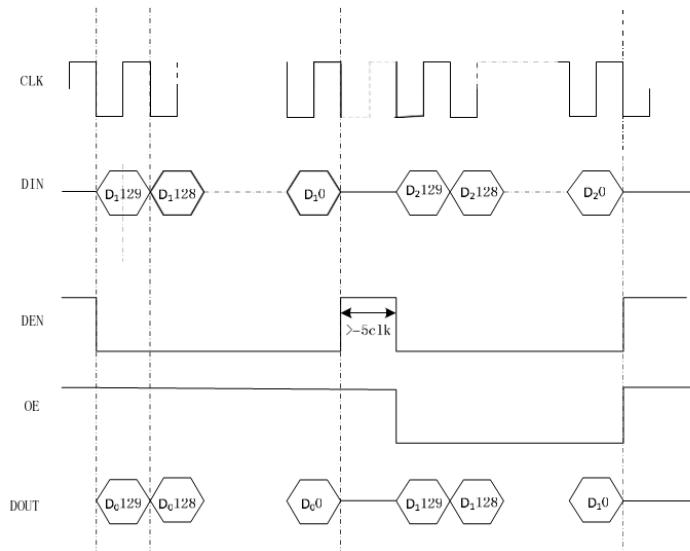 CLK
DIN
D₁129 D₁128 D₁0 D₂129 D₂128 D₂0
DEN
>-5clk
OE
DOUT
D₀129 D₀128 D₀0 D₁129 D₁128 D₁0